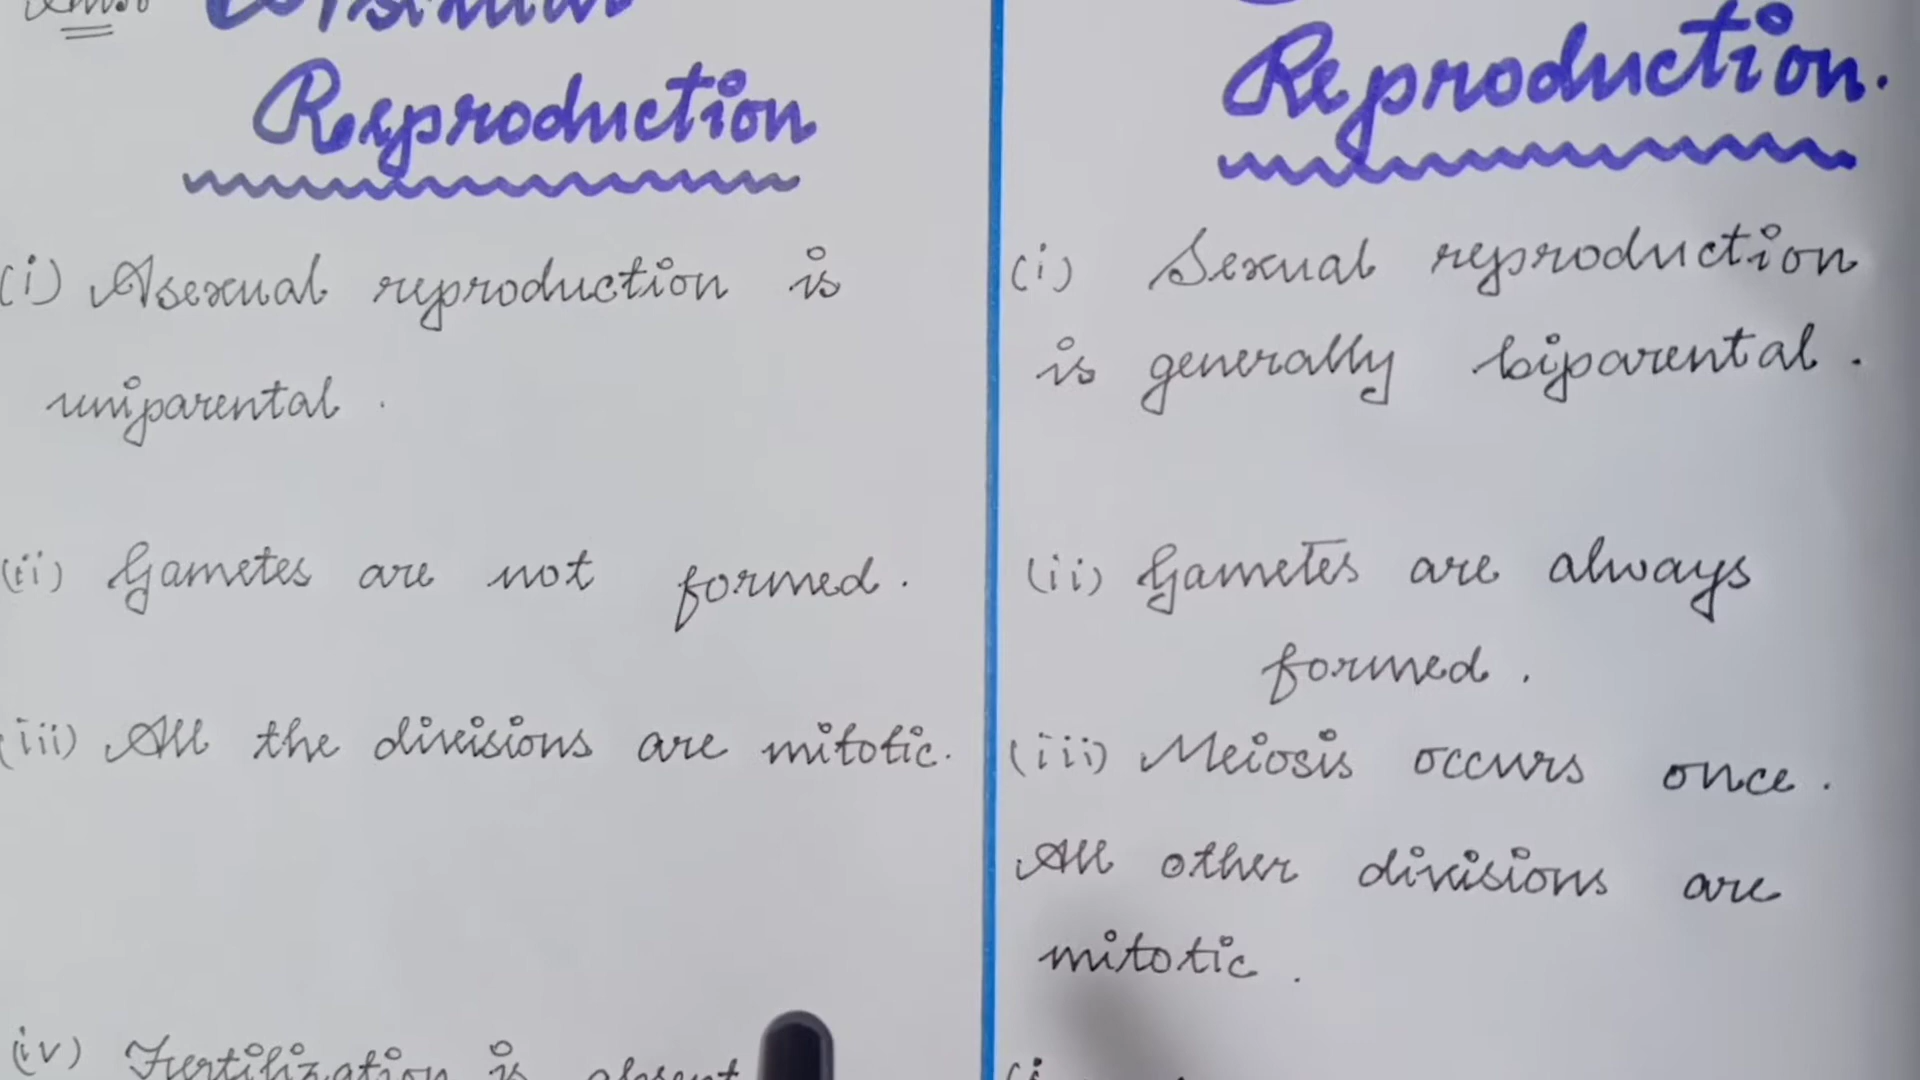 Reproduction
(i) Asexual reproduction is
uniparental.
(ii) Gametes are not formed.
(iii) All the divisions are mitotic.
(iv) Fertilization is absent
Reproduction.
(i) Sexual reproduction
is generally biparental.
(ii) Gametes are always
formed.
(iii) Meiosis occurs once.
All other divisions are
mitotic.